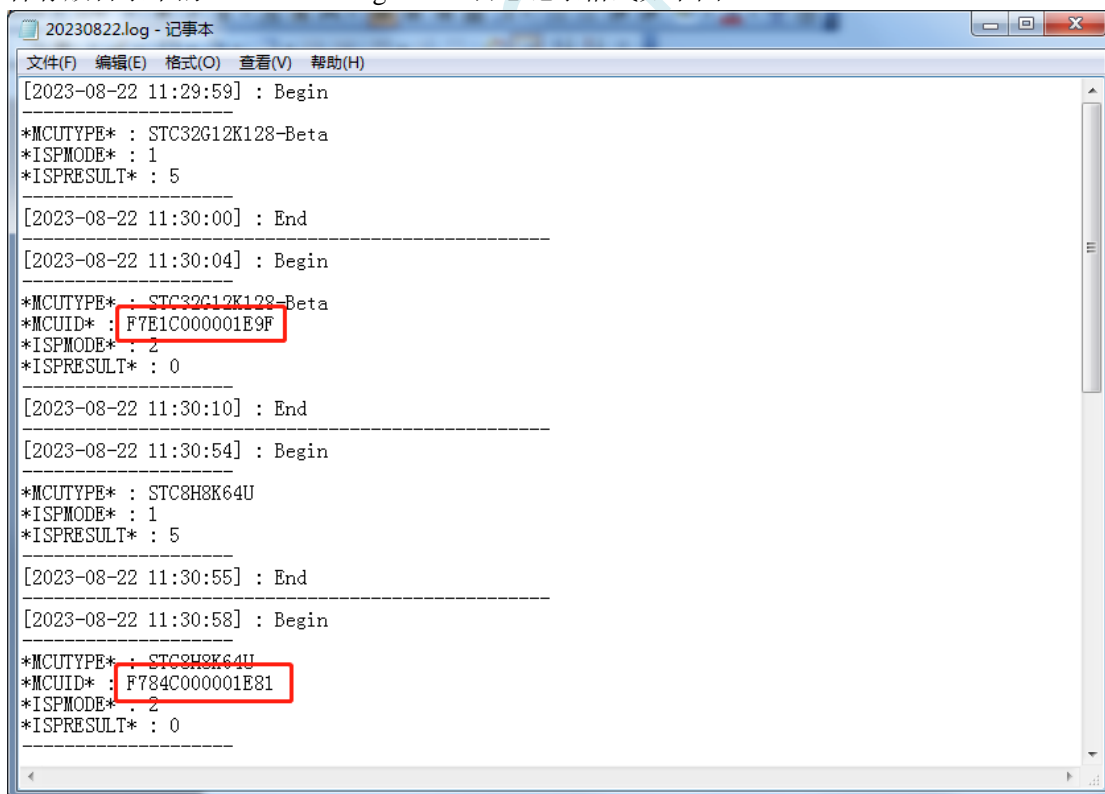 20230822.log - 记事本
文件(F) 编辑(E) 格式(O) 查看(V) 帮助(H)
[2023-08-22 11:29:59] : Begin
--------------------
*MCUTYPE* : STC32G12K128-Beta
*ISPMODE* : 1
*ISPRESULT* : 5
--------------------
[2023-08-22 11:30:00] : End
--------------------------------------------------
[2023-08-22 11:30:04] : Begin
--------------------
*MCUTYPE* : STC32G12K128-Beta
*MCUID* : F7E1C000001E9F
*ISPMODE* : 2
*ISPRESULT* : 0
--------------------
[2023-08-22 11:30:10] : End
--------------------------------------------------
[2023-08-22 11:30:54] : Begin
--------------------
*MCUTYPE* : STC8H8K64U
*ISPMODE* : 1
*ISPRESULT* : 5
--------------------
[2023-08-22 11:30:55] : End
--------------------------------------------------
[2023-08-22 11:30:58] : Begin
--------------------
*MCUTYPE* : STC8H8K64U
*MCUID* : F784C000001E81
*ISPMODE* : 2
*ISPRESULT* : 0
--------------------